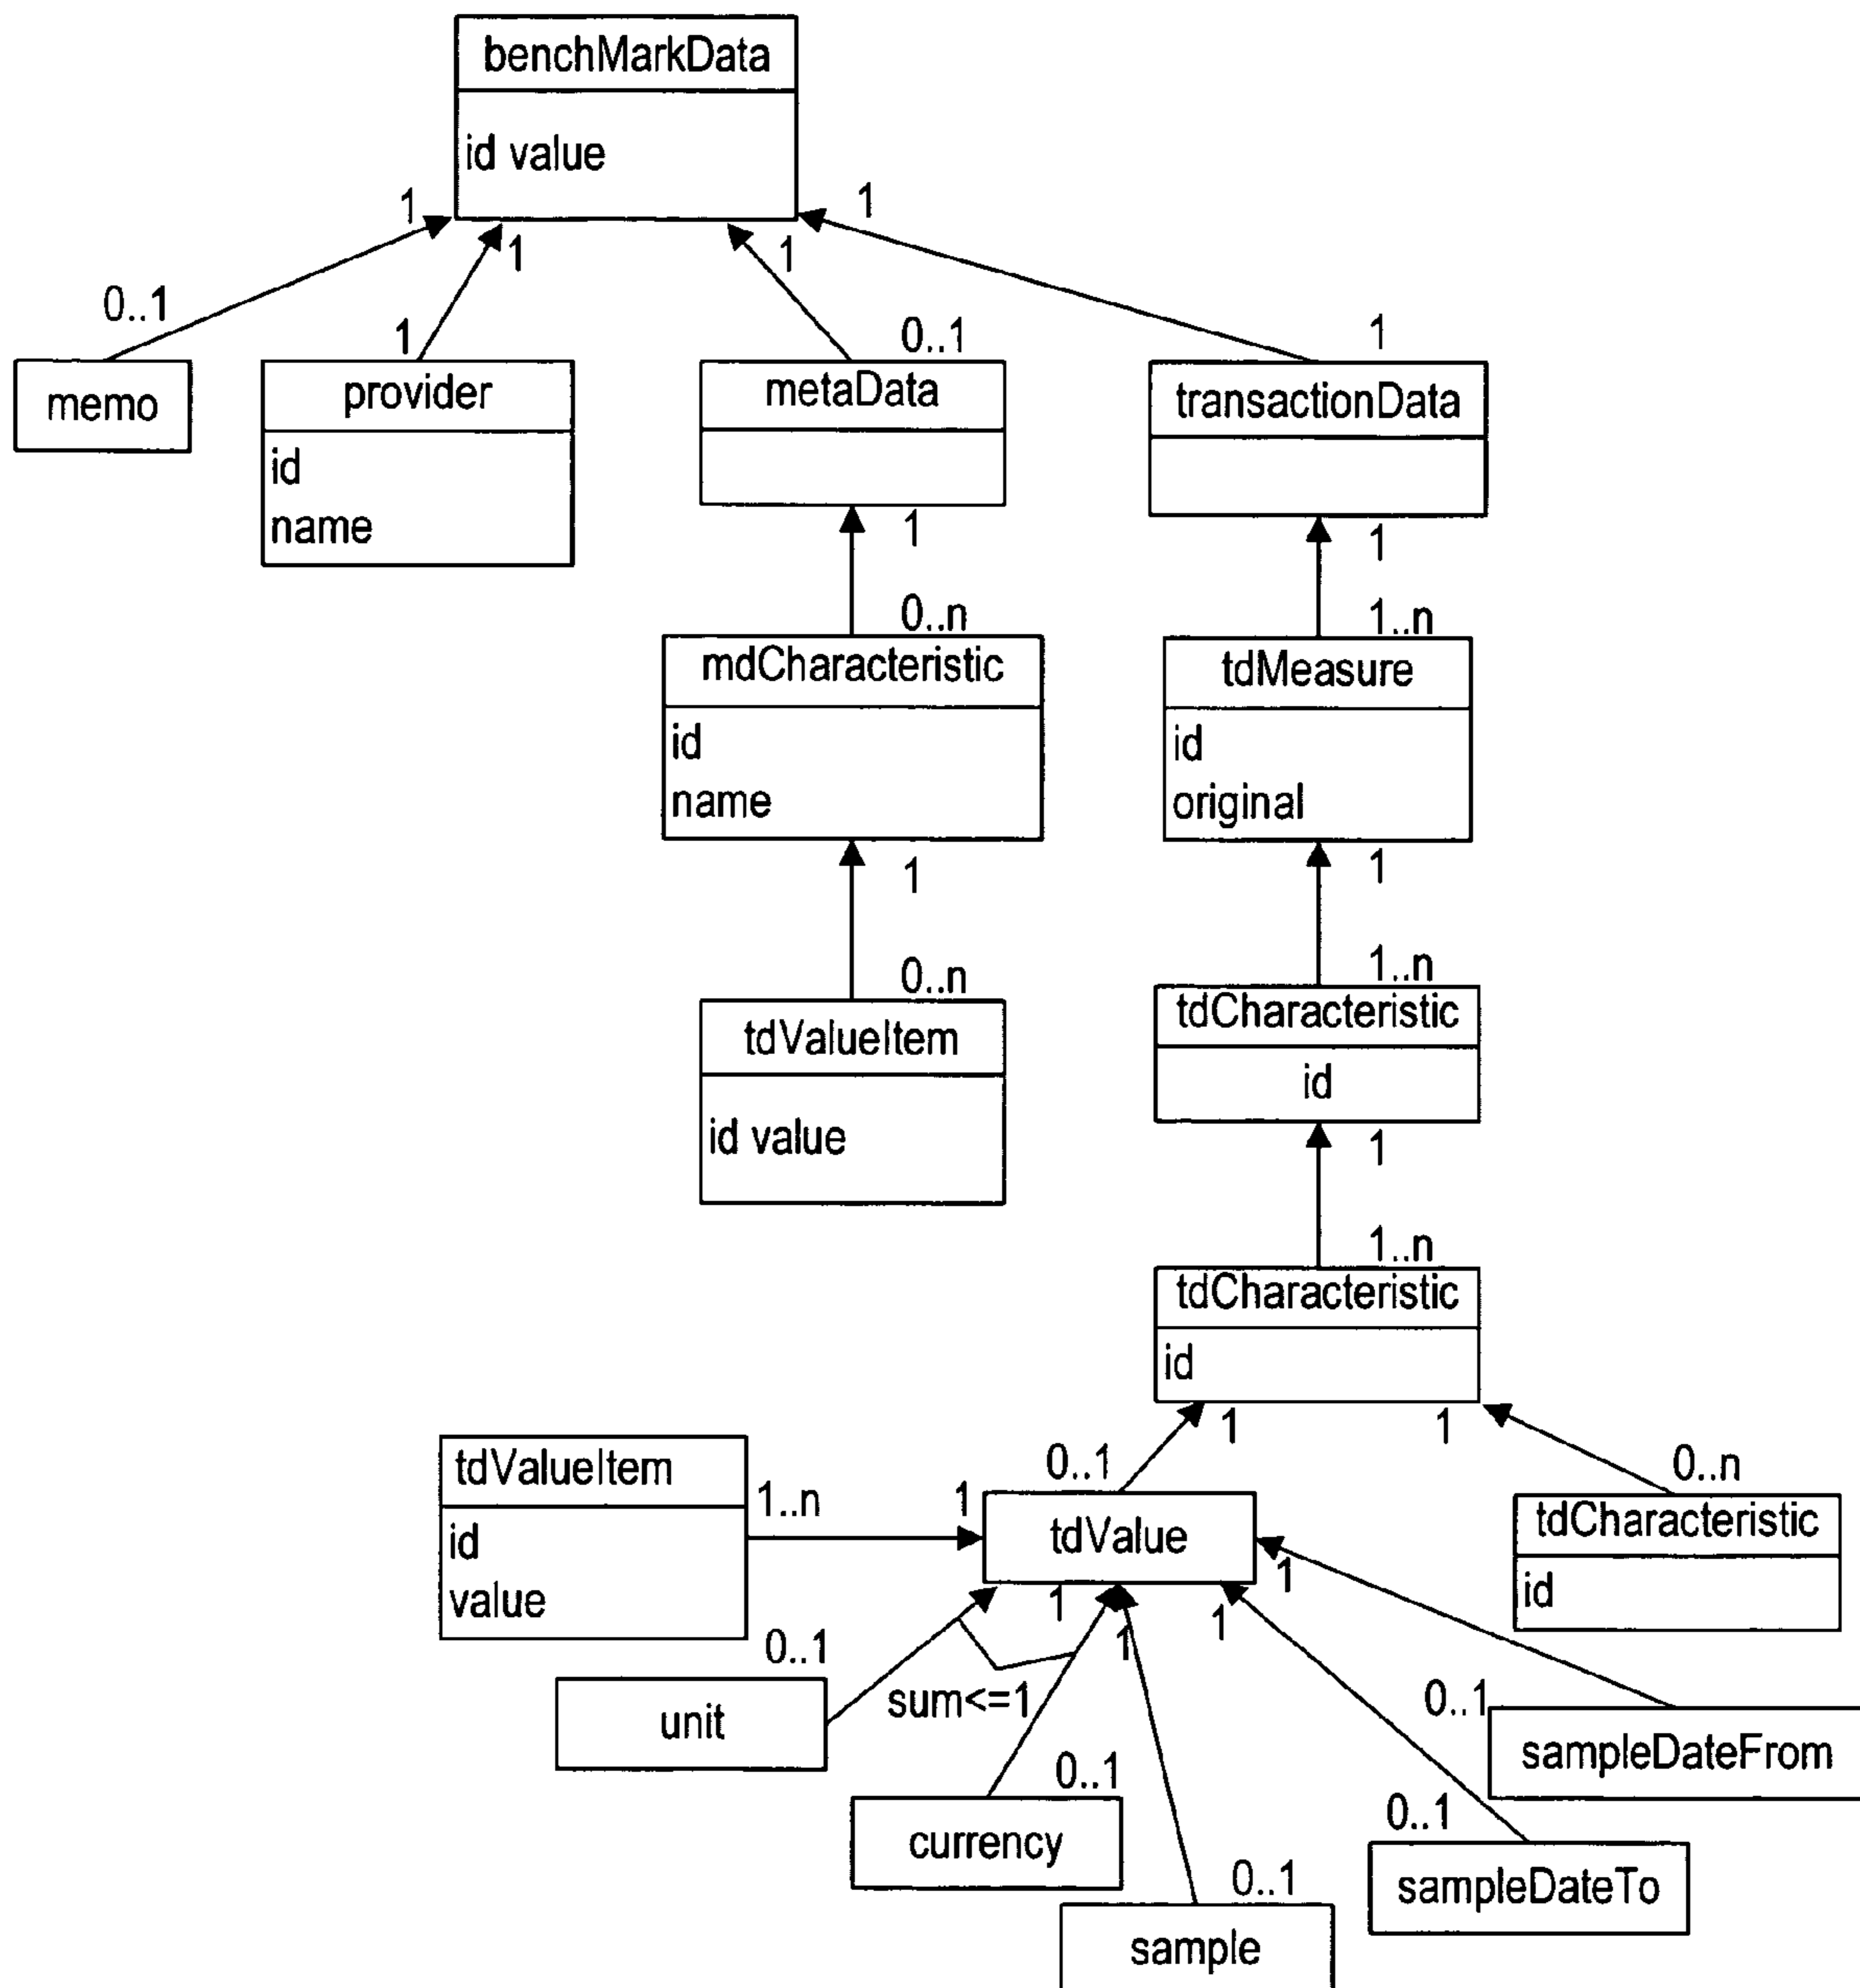 benchMarkData
id value
1
1
1
1
0..1
1
0..1
1
memo
provider
id
name
metaData
transactionData
1
1
0..n
1..n
mdCharacteristic
id
name
tdMeasure
id
original
1
1
0..n
1..n
tdValueItem
id value
tdCharacteristic
id
1
1..n
tdCharacteristic
id
1
1
0..1
0..n
tdValueItem
id
value
1..n
1
tdValue
tdCharacteristic
id
1
1
1
1
0..1
sum<=1
unit
0..1
currency
0..1
sample
0..1
sampleDateTo
0..1
sampleDateFrom